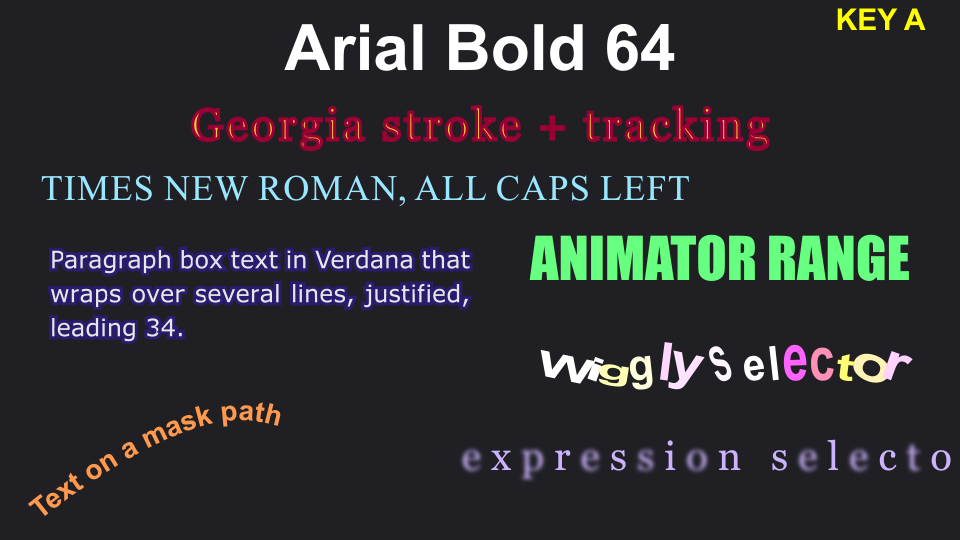 KEY A
Arial Bold 64
Georgia stroke + tracking
TIMES NEW ROMAN, ALL CAPS LEFT
Paragraph box text in Verdana that
wraps over several lines, justified,
leading 34.
ANIMATOR RANGE
wiggly selector
Text on a mask path
expression selecto